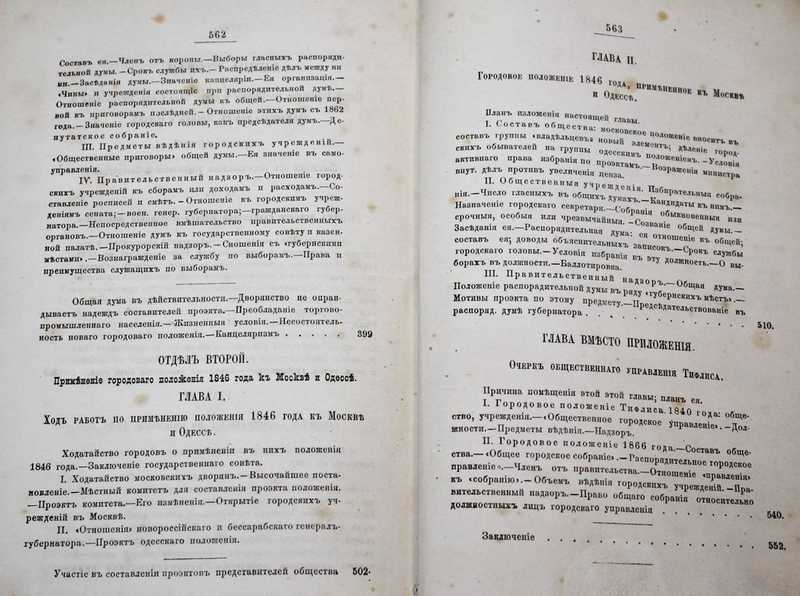 562
Составъ ея.—Членъ отъ короны.—Выборы гласныхъ распоряди-
тельной думы.—Срокъ службы ихъ.—Распредѣленіе дѣлъ между ни
ми.—Засѣданія думы.—Значеніе канцеляріи.—Ея организація.—
«Чины» и учрежденія состоящіе при распорядительной думѣ.—
Отношеніе распорядительной думы къ общей.—Отношеніе пер-
вой къ приговорамъ послѣдней.—Отношеніе этихъ думъ съ 1862
года.—Значеніе городскаго головы, какъ предсѣдателя думъ.—Де-
путатское собраніе.
III. Предметы вѣдѣнія городскихъ учрежденій.—
«Общественные приговоры» общей думы.—Ея значеніе въ само-
управленіи.
IV. Правительственный надзоръ.—Отношеніе город-
скихъ учрежденій къ сборамъ или доходамъ и расходамъ.—Со-
ставленіе росписей и смѣтъ.—Отношеніе къ городскимъ учреж-
деніямъ сената;—воен. генер. губернатора;—гражданскаго губер-
натора.—Непосредственное вмѣшательство правительственныхъ
органовъ.—Отношеніе думъ къ государственному совѣту и казен-
ной палатѣ.—Прокурорскій надзоръ.—Сношенія съ «губернскими
мѣстами».—Вознагражденіе за службу по выборамъ.—Права и
преимущества служащихъ по выборамъ.
Общая дума въ дѣйствительности.—Дворянство не оправ-
дываетъ надеждъ составителей проэкта.—Преобладаніе торгово-
промышленнаго населенія.—Жизненныя условія.—Несостоятель-
ность новаго городоваго положенія.—Канцеляризмъ . . . . . 399
ОТДѢЛЪ ВТОРОЙ.
Примѣненіе городоваго положенія 1846 года къ Москвѣ и Одессѣ.
ГЛАВА I.
Ходъ работъ по примѣненію положенія 1846 года къ Москвѣ
и Одессѣ.
Ходатайство городовъ о примѣненіи въ нихъ положенія
1846 года.—Заключеніе государственнаго совѣта.
I. Ходатайство московскихъ дворянъ.—Высочайшее поста-
новленіе.—Мѣстный комитетъ для составленія проэкта положенія.
—Проэктъ комитета.—Его измѣненія.—Открытіе городскихъ уч-
режденій въ Москвѣ.
II. «Отношенія» новороссійскаго и бессарабскаго генералъ-
губернатора.—Проэктъ одесскаго положенія.
Участіе въ составленіи проэктовъ представителей общества 502.
563
ГЛАВА II.
Городовое положеніе 1846 года, примѣненное къ Москвѣ
и Одессѣ.
Планъ изложенія настоящей главы.
I. Составъ общества: московское положеніе вноситъ въ
составъ группы «владѣльцевъ» новый элементъ; дѣленіе город-
скихъ обывателей на группы одесскимъ положеніемъ.—Условія
активнаго права избранія по проэктамъ.—Возраженія министра
внут. дѣлъ противъ увеличенія ценза.
II. Общественныя учрежденія. Избирательныя собра-
нія.—Число гласныхъ въ общихъ думахъ.—Кандидаты къ нимъ.—
Назначеніе городскаго секретаря.—Собранія обыкновенныя или
срочныя, особыя или чрезвычайныя.—Созваніе общей думы.—
Засѣданія ея.—Распорядительная дума: ея отношеніе къ общей;
составъ ея; доводы объяснительныхъ записокъ.—Срокъ службы
городскаго головы.—Условія избранія въ эту должность.—О вы-
борахъ въ должности.—Баллотировка.
III. Правительственный надзоръ.—Общая дума.—
Положеніе распорядительной думы въ ряду «губернскихъ мѣстъ».—
Мотивы проэкта по этому предмету.—Предсѣдательствованіе въ
распоряд. думѣ губернатора . . . . . . . . . . . 510.
ГЛАВА ВМѢСТО ПРИЛОЖЕНІЯ.
Очеркъ общественнаго управленія Тифлиса.
Причина помѣщенія этой этой главы; планъ ея.
I. Городовое положеніе Тифлиса 1840 года: обще-
ство, учрежденія.—«Общественное городское управленіе».—Дол-
жности.—Предметы вѣдѣнія.—Надзоръ.
II. Городовое положеніе 1866 года.—Составъ обще-
ства.—«Общее городское собраніе».—Распорядительное городское
правленіе».—Членъ отъ правительства.—Отношеніе «правленія»
къ «собранію».—Объемъ вѣдѣнія городскихъ учрежденій.—Пра-
вительственный надзоръ.—Право общаго собранія относительно
должностныхъ лицъ городскаго управленія . . . . . . . 540.
Заключеніе . . . . . . . . . . . . . . . 552.